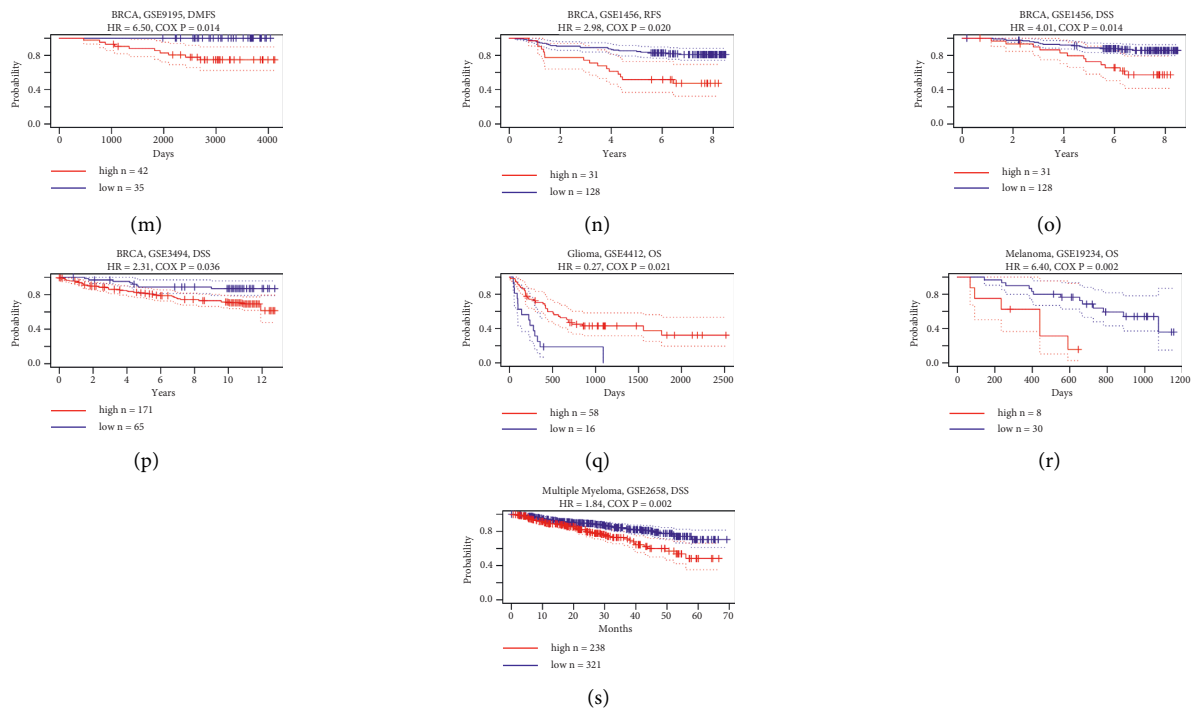 BRCA, GSE9195, DMFS
HR = 6.50, COX P = 0.014
Probability
0.8
0.4
0.0
0 1000 2000 3000 4000
Days
high n = 42
low n = 35
(m)
BRCA, GSE1456, RFS
HR = 2.98, COX P = 0.020
Probability
0.8
0.4
0.0
0 2 4 6 8
Years
high n = 31
low n = 128
(n)
BRCA, GSE1456, DSS
HR = 4.01, COX P = 0.014
Probability
0.8
0.4
0.0
0 2 4 6 8
Years
high n = 31
low n = 128
(o)
BRCA, GSE3494, DSS
HR = 2.31, COX P = 0.036
Probability
0.8
0.4
0.0
0 2 4 6 8 10 12
Years
high n = 171
low n = 65
(p)
Glioma, GSE4412, OS
HR = 0.27, COX P = 0.021
Probability
0.8
0.4
0.0
0 500 1000 1500 2000 2500
Days
high n = 58
low n = 16
(q)
Melanoma, GSE19234, OS
HR = 6.40, COX P = 0.002
Probability
0.8
0.4
0.0
0 200 400 600 800 1000 1200
Days
high n = 8
low n = 30
(r)
Multiple Myeloma, GSE2658, DSS
HR = 1.84, COX P = 0.002
Probability
0.8
0.4
0.0
0 10 20 30 40 50 60 70
Months
high n = 238
low n = 321
(s)